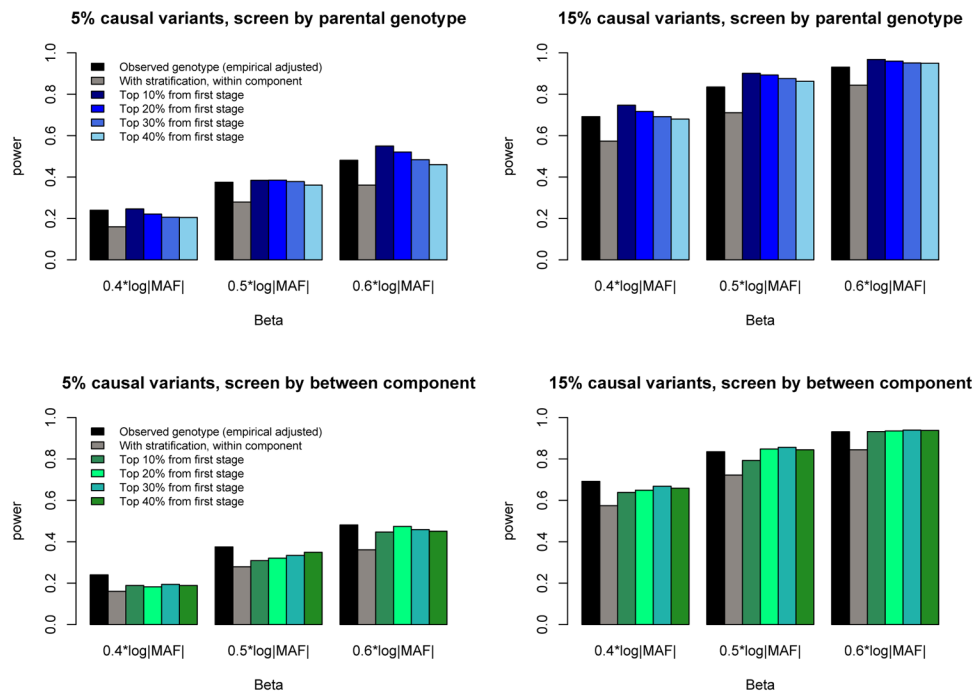 5% causal variants, screen by parental genotype
power
0.0 0.2 0.4 0.6 0.8 1.0
Observed genotype (empirical adjusted)
With stratification, within component
Top 10% from first stage
Top 20% from first stage
Top 30% from first stage
Top 40% from first stage
0.4*log|MAF| 0.5*log|MAF| 0.6*log|MAF|
Beta
15% causal variants, screen by parental genotype
power
0.0 0.2 0.4 0.6 0.8 1.0
0.4*log|MAF| 0.5*log|MAF| 0.6*log|MAF|
Beta
5% causal variants, screen by between component
power
0.0 0.2 0.4 0.6 0.8 1.0
Observed genotype (empirical adjusted)
With stratification, within component
Top 10% from first stage
Top 20% from first stage
Top 30% from first stage
Top 40% from first stage
0.4*log|MAF| 0.5*log|MAF| 0.6*log|MAF|
Beta
15% causal variants, screen by between component
power
0.0 0.2 0.4 0.6 0.8 1.0
0.4*log|MAF| 0.5*log|MAF| 0.6*log|MAF|
Beta